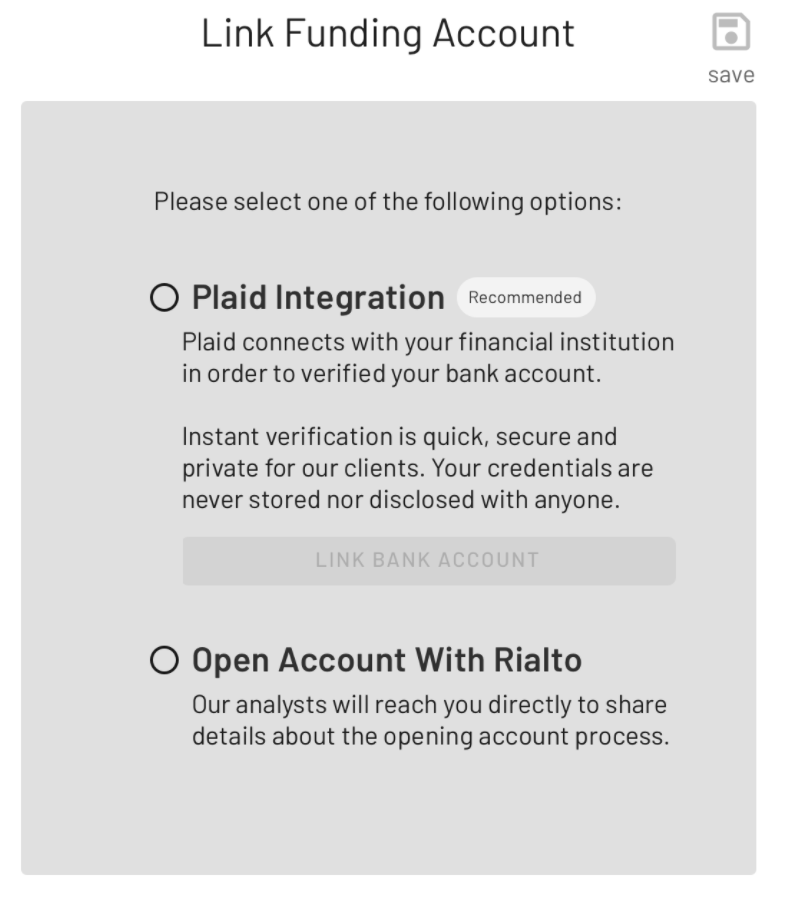 Link Funding Account
save
Please select one of the following options:
Plaid Integration Recommended
Plaid connects with your financial institution
in order to verified your bank account.
Instant verification is quick, secure and
private for our clients. Your credentials are
never stored nor disclosed with anyone.
LINK BANK ACCOUNT
Open Account With Rialto
Our analysts will reach you directly to share
details about the opening account process.